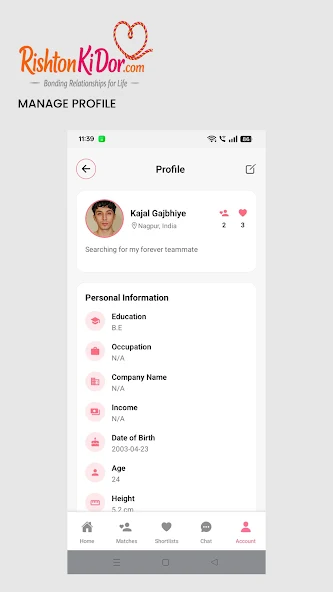 RishtonKiDor.com
Bonding Relationships for Life
MANAGE PROFILE
11:39
86
Profile
Kajal Gajbhiye
Nagpur, India
2
3
Searching for my forever teammate
Personal Information
Education
B.E
Occupation
N/A
Company Name
N/A
Income
N/A
Date of Birth
2003-04-23
Age
24
Height
5.2 cm
Home
Matches
Shortlists
Chat
Account